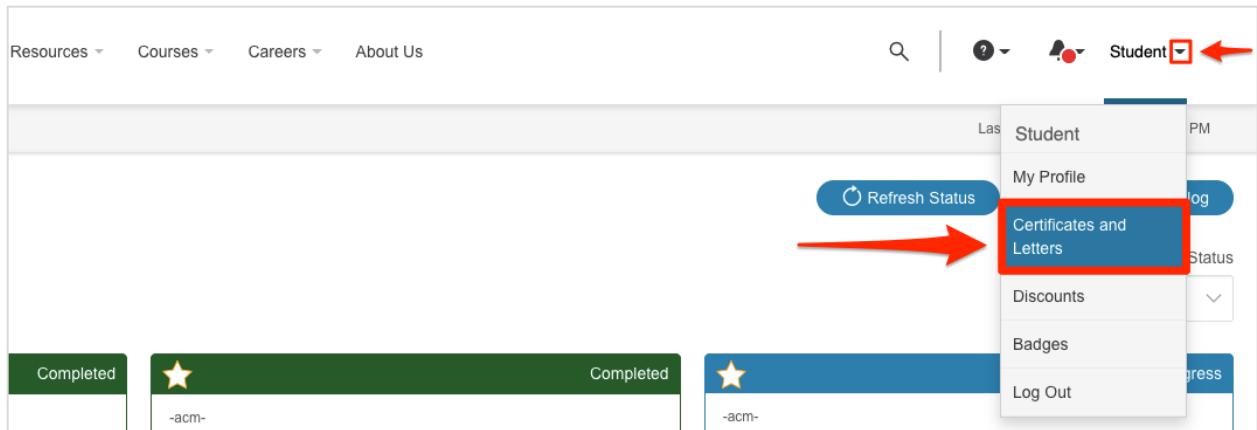 Resources Courses Careers About Us ? Student
Las PM
Student
My Profile
Refresh Status log
Certificates and
Letters
Status
Discounts
Badges
Log Out
Completed Completed gress
-acm- -acm-